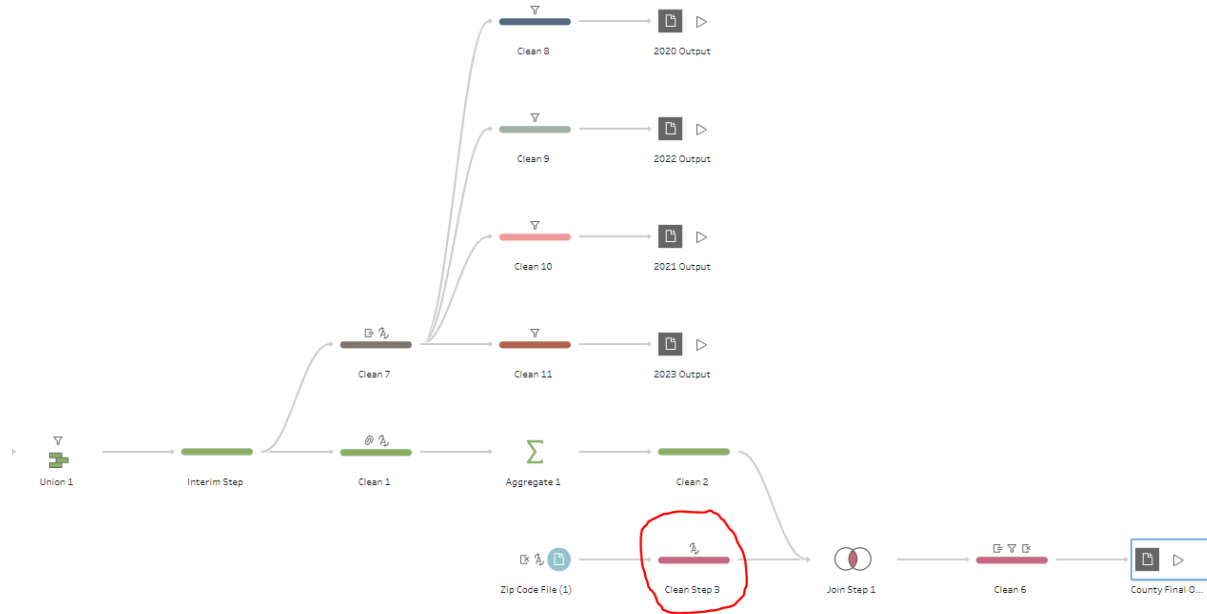 Clean 8
2020 Output
Clean 9
2022 Output
Clean 10
2021 Output
Clean 7
Clean 11
2023 Output
Union 1
Interim Step
Clean 1
Aggregate 1
Clean 2
Zip Code File (1)
Clean Step 3
Join Step 1
Clean 6
County Final O...